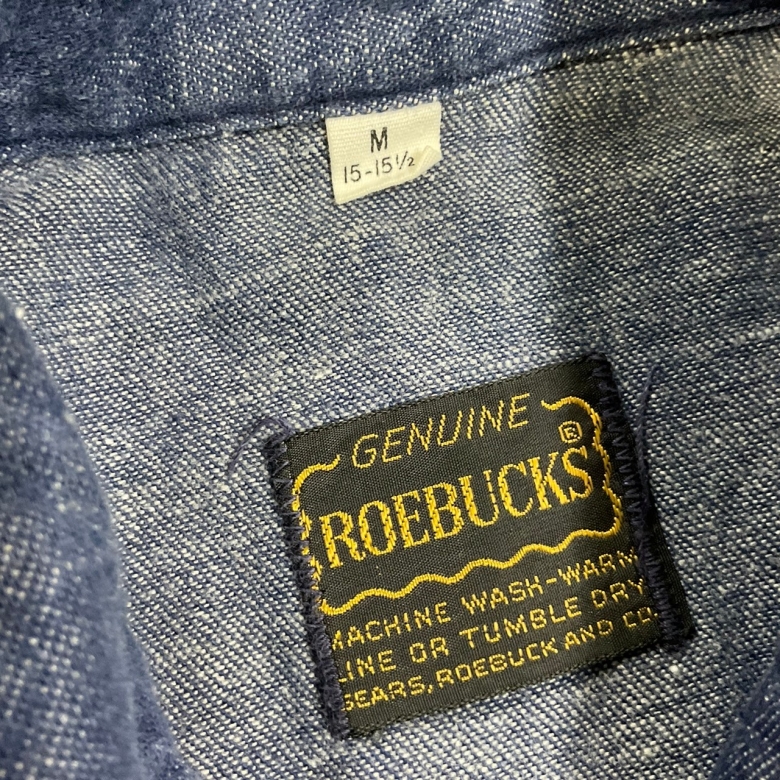 M
15-15½
GENUINE
ROEBUCKS®
MACHINE WASH-WARM
LINE OR TUMBLE DRY
SEARS, ROEBUCK AND CO.